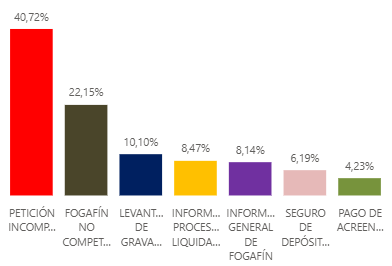 40,72%
22,15%
10,10%
8,47%
8,14%
6,19%
4,23%
PETICIÓN
INCOMP...
FOGAFÍN
NO
COMPET...
LEVANT...
DE
GRAVA...
INFORM...
PROCES...
LIQUIDA...
INFORM...
GENERAL
DE
FOGAFÍN
SEGURO
DE
DEPÓSIT...
PAGO DE
ACREEN...